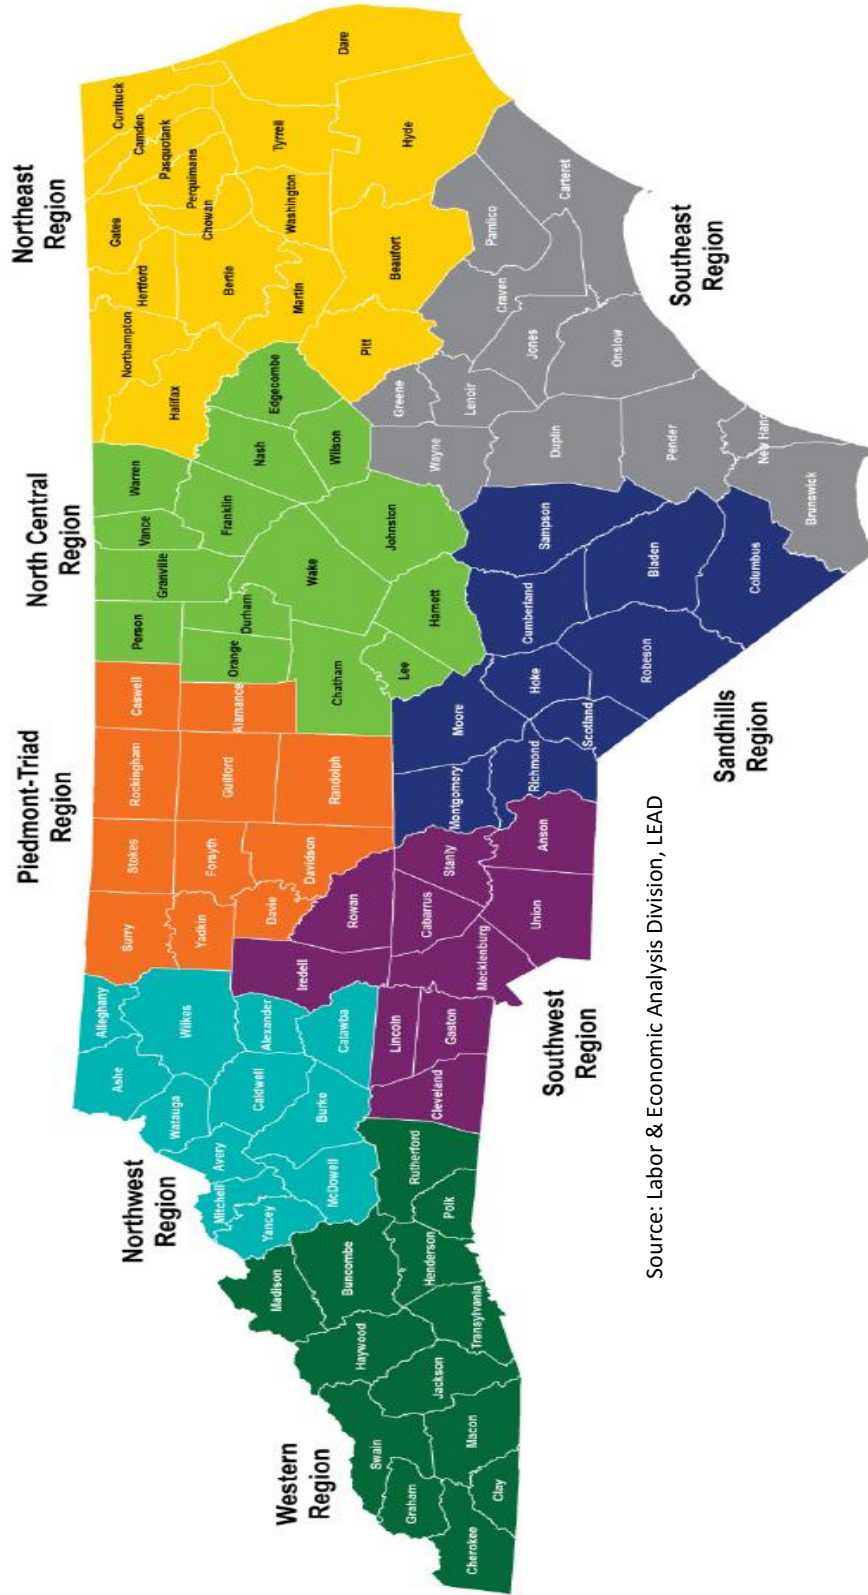 Western
Region
Northwest
Region
Piedmont-Triad
Region
North Central
Region
Northeast
Region
Southwest
Region
Sandhills
Region
Southeast
Region
Cherokee
Graham
Clay
Swain
Macon
Jackson
Haywood
Transylvania
Madison
Buncombe
Henderson
Polk
Rutherford
Yancey
Mitchell
Avery
McDowell
Watauga
Ashe
Alleghany
Wilkes
Caldwell
Burke
Alexander
Catawba
Cleveland
Lincoln
Gaston
Iredell
Rowan
Mecklenburg
Cabarrus
Stanly
Union
Anson
Surry
Yadkin
Davie
Stokes
Forsyth
Davidson
Rockingham
Guilford
Randolph
Caswell
Alamance
Person
Orange
Durham
Chatham
Lee
Granville
Vance
Warren
Franklin
Wake
Harnett
Johnston
Nash
Wilson
Edgecombe
Montgomery
Moore
Richmond
Hoke
Scotland
Cumberland
Robeson
Sampson
Bladen
Columbus
Halifax
Northampton
Hertford
Gates
Bertie
Martin
Pitt
Chowan
Perquimans
Pasquotank
Camden
Currituck
Washington
Tyrrell
Dare
Beaufort
Hyde
Wayne
Greene
Lenoir
Duplin
Pender
New Hano
Brunswick
Craven
Jones
Onslow
Pamlico
Carteret
Source: Labor & Economic Analysis Division, LEAD